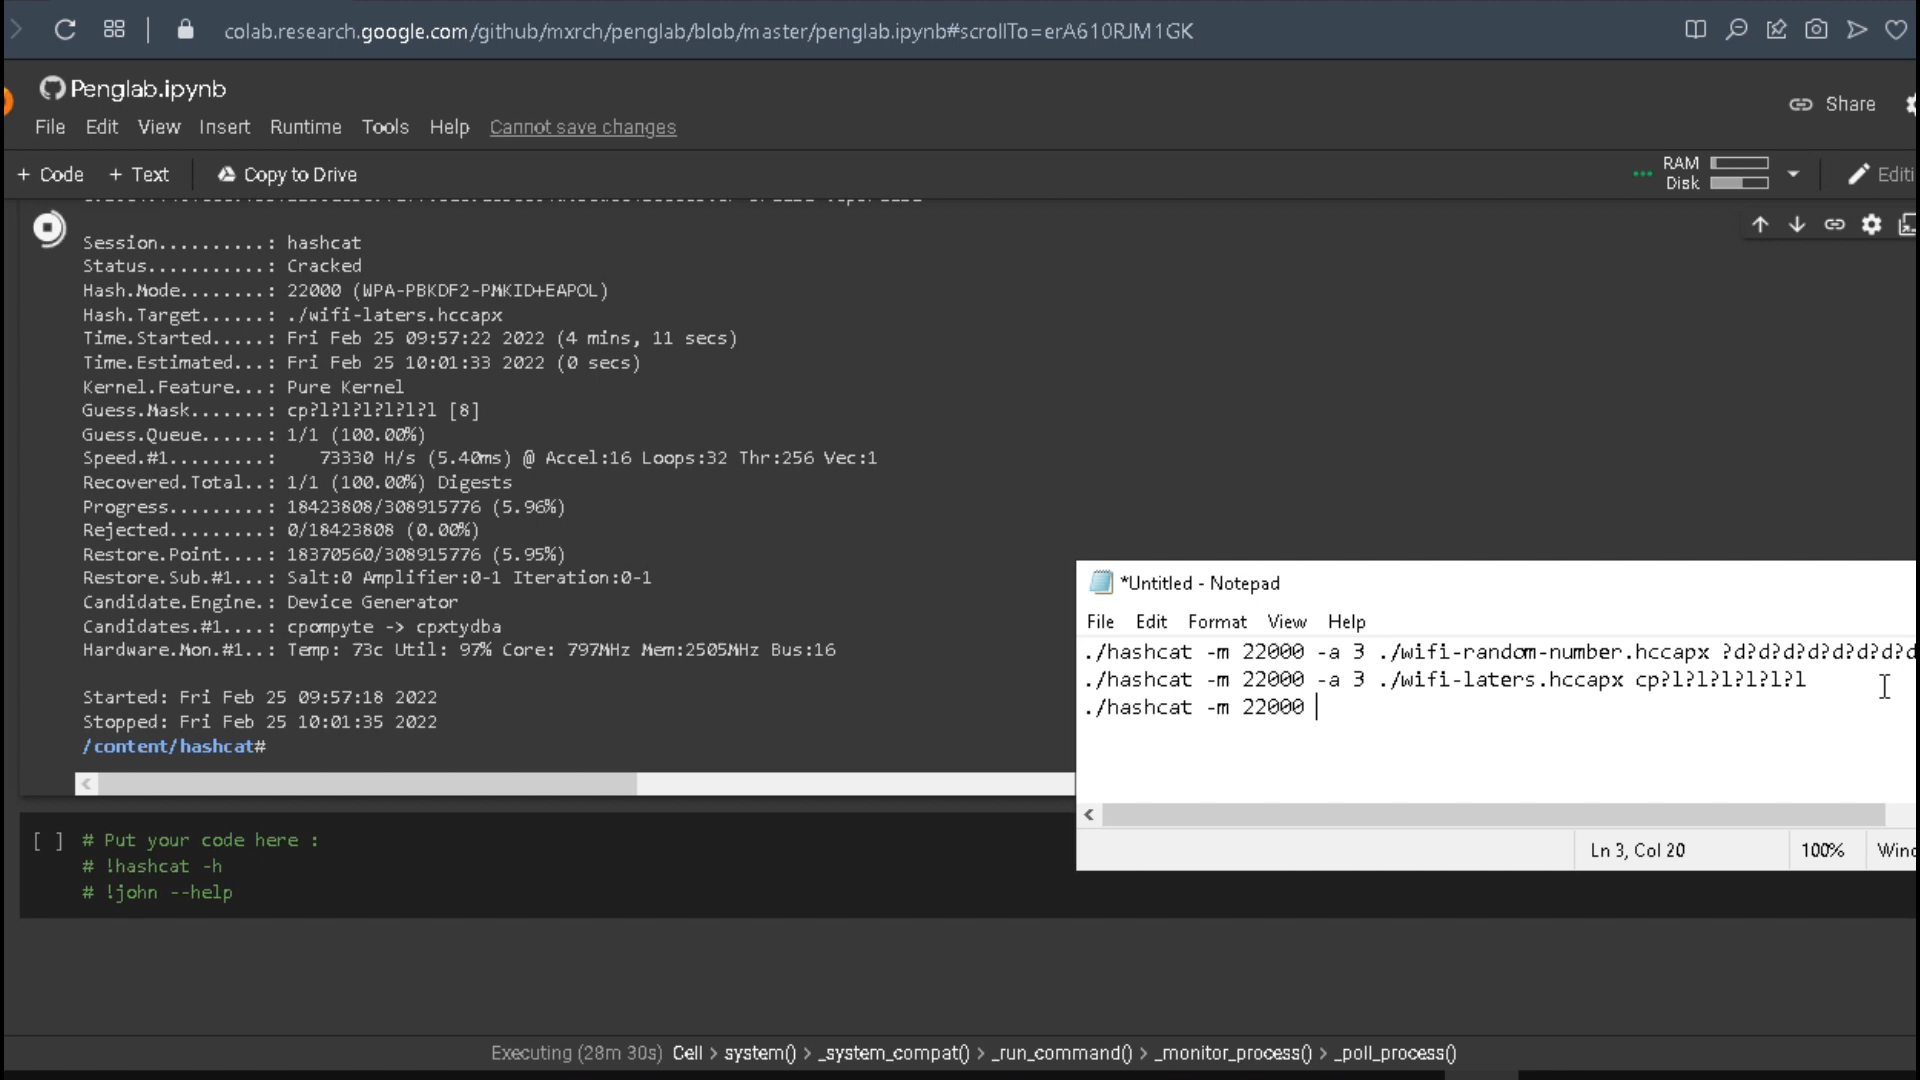 colab.research.google.com/github/mxrch/penglab/blob/master/penglab.ipynb#scrollTo=erA610RJM1GK
Penglab.ipynb
Share
File Edit View Insert Runtime Tools Help Cannot save changes
+ Code + Text Copy to Drive
RAM
Disk
Editi
Session..........: hashcat
Status...........: Cracked
Hash.Mode........: 22000 (WPA-PBKDF2-PMKID+EAPOL)
Hash.Target......: ./wifi-laters.hccapx
Time.Started.....: Fri Feb 25 09:57:22 2022 (4 mins, 11 secs)
Time.Estimated...: Fri Feb 25 10:01:33 2022 (0 secs)
Kernel.Feature...: Pure Kernel
Guess.Mask.......: cp?l?l?l?l?l?l [8]
Guess.Queue......: 1/1 (100.00%)
Speed.#1.........:    73330 H/s (5.40ms) @ Accel:16 Loops:32 Thr:256 Vec:1
Recovered.Total..: 1/1 (100.00%) Digests
Progress.........: 18423808/308915776 (5.96%)
Rejected.........: 0/18423808 (0.00%)
Restore.Point....: 18370560/308915776 (5.95%)
Restore.Sub.#1...: Salt:0 Amplifier:0-1 Iteration:0-1
Candidate.Engine.: Device Generator
Candidates.#1....: cpompyte -> cpxtydba
Hardware.Mon.#1..: Temp: 73c Util: 97% Core: 797MHz Mem:2505MHz Bus:16
Started: Fri Feb 25 09:57:18 2022
Stopped: Fri Feb 25 10:01:35 2022
/content/hashcat#
*Untitled - Notepad
File Edit Format View Help
./hashcat -m 22000 -a 3 ./wifi-random-number.hccapx ?d?d?d?d?d?d?d?d
./hashcat -m 22000 -a 3 ./wifi-laters.hccapx cp?l?l?l?l?l?l
./hashcat -m 22000
Ln 3, Col 20 100% Wind
[ ] # Put your code here :
# !hashcat -h
# !john --help
Executing (28m 30s) Cell > system() > _system_compat() > _run_command() > _monitor_process() > _poll_process()